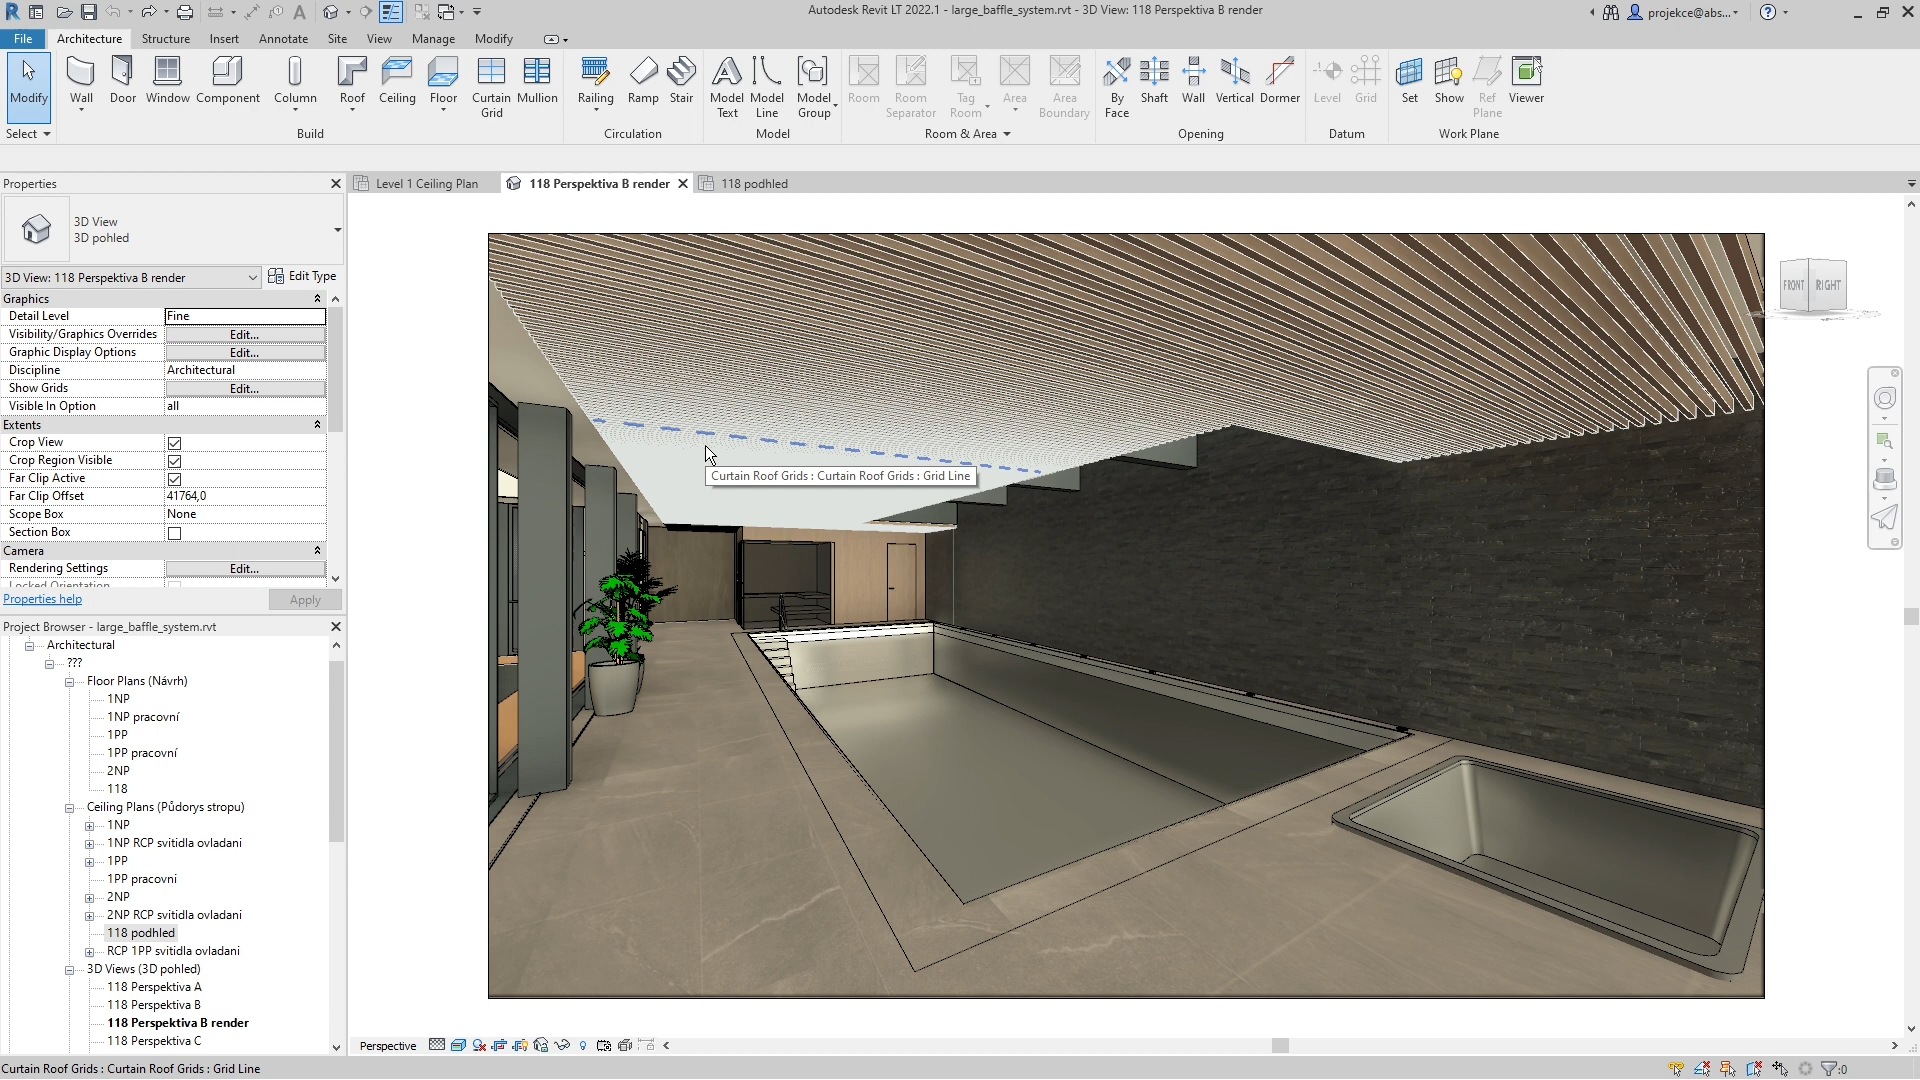 Autodesk Revit LT 2022.1 - large_baffle_system.rvt - 3D View: 118 Perspektiva B render
projekce@abs...
File Architecture Structure Insert Annotate Site View Manage Modify
Modify Wall Door Window Component Column Roof Ceiling Floor Curtain Grid Mullion Railing Ramp Stair Model Text Model Line Model Group Room Room Separator Tag Room Area Area Boundary By Face Shaft Wall Vertical Dormer Level Grid Set Show Ref Plane Viewer
Select Build Circulation Model Room & Area Opening Datum Work Plane
Properties
Level 1 Ceiling Plan 118 Perspektiva B render 118 podhled
3D View
3D pohled
3D View: 118 Perspektiva B render Edit Type
Graphics
Detail Level Fine
Visibility/Graphics Overrides Edit...
Graphic Display Options Edit...
Discipline Architectural
Show Grids Edit...
Visible In Option all
Extents
Crop View
Crop Region Visible
Far Clip Active
Far Clip Offset 41764,0
Scope Box None
Section Box
Camera
Rendering Settings Edit...
Locked Orientation
Properties help Apply
FRONT RIGHT
Curtain Roof Grids : Curtain Roof Grids : Grid Line
Project Browser - large_baffle_system.rvt
Architectural
???
Floor Plans (Návrh)
1NP
1NP pracovní
1PP
1PP pracovní
2NP
118
Ceiling Plans (Půdorys stropu)
1NP
1NP RCP svitidla ovladani
1PP
1PP pracovni
2NP
2NP RCP svitidla ovladani
118 podhled
RCP 1PP svitidla ovladani
3D Views (3D pohled)
118 Perspektiva A
118 Perspektiva B
118 Perspektiva B render
118 Perspektiva C
Perspective
Curtain Roof Grids : Curtain Roof Grids : Grid Line
:0